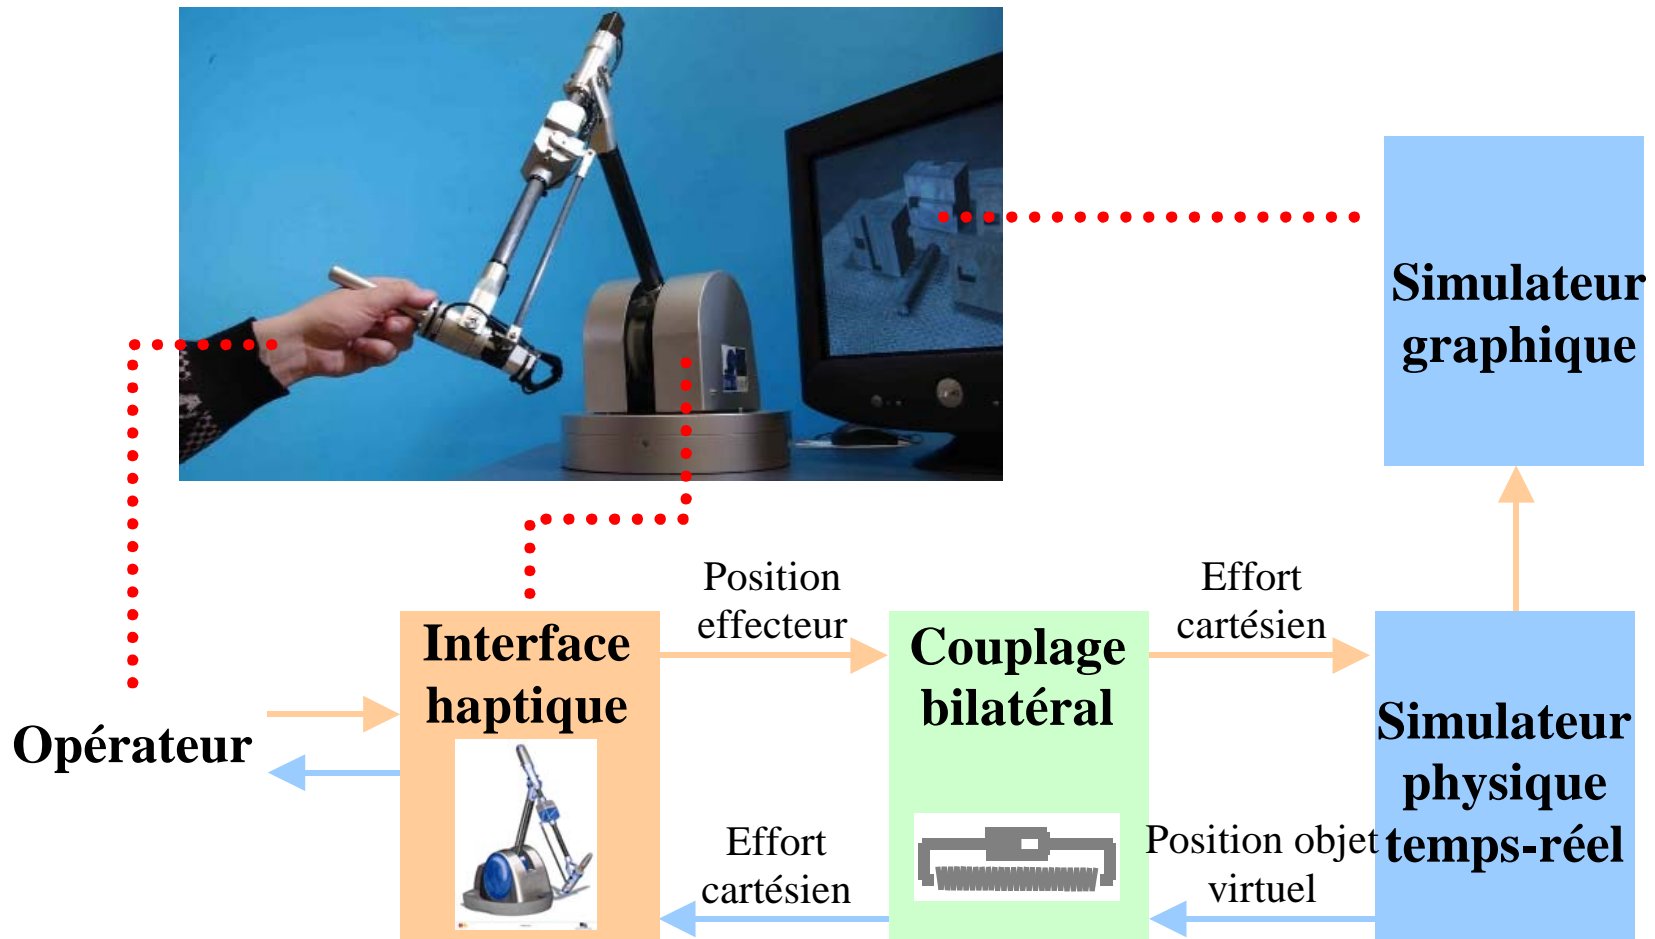 Simulateur
graphique
Position
effecteur
Effort
cartésien
Interface
haptique
Couplage
bilatéral
Opérateur
Simulateur
physique
temps-réel
Effort
cartésien
Position objet
virtuel